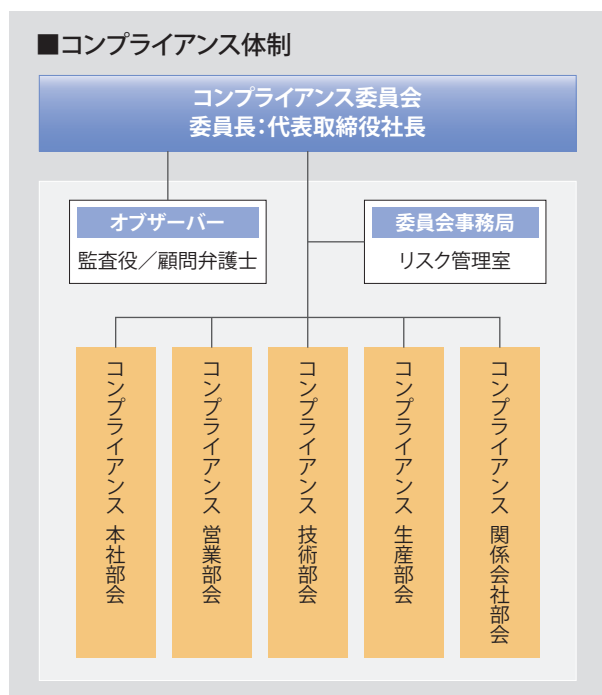 ■コンプライアンス体制
コンプライアンス委員会
委員長：代表取締役社長
オブザーバー
監査役／顧問弁護士
委員会事務局
リスク管理室
コンプライアンス 本社部会
コンプライアンス 営業部会
コンプライアンス 技術部会
コンプライアンス 生産部会
コンプライアンス 関係会社部会